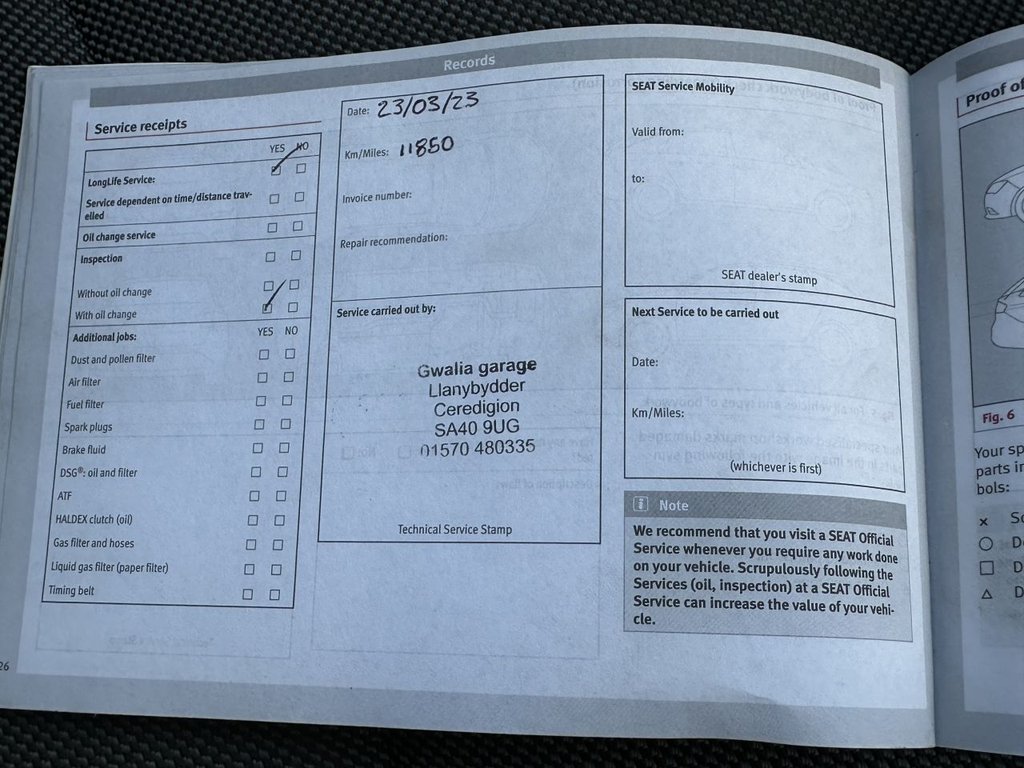 Records
Service receipts
YES NO
LongLife Service:
Service dependent on time/distance trav-
elled
Oil change service
Inspection
Without oil change
With oil change
Additional jobs: YES NO
Dust and pollen filter
Air filter
Fuel filter
Spark plugs
Brake fluid
DSG®: oil and filter
ATF
HALDEX clutch (oil)
Gas filter and hoses
Liquid gas filter (paper filter)
Timing belt
26
Date: 23/03/23
Km/Miles: 11850
Invoice number:
Repair recommendation:
Service carried out by:
Gwalia garage
Llanybydder
Ceredigion
SA40 9UG
01570 480335
Technical Service Stamp
SEAT Service Mobility
Valid from:
to:
SEAT dealer's stamp
Next Service to be carried out
Date:
Km/Miles:
(whichever is first)
i Note
We recommend that you visit a SEAT Official
Service whenever you require any work done
on your vehicle. Scrupulously following the
Services (oil, inspection) at a SEAT Official
Service can increase the value of your vehi-
cle.
Proof of
Fig. 6
Your sp
parts in
bols: